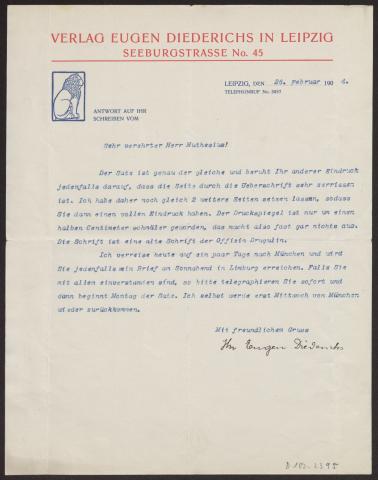 VERLAG EUGEN DIEDERICHS IN LEIPZIG
SEEBURGSTRASSE No. 45
LEIPZIG, DEN 26. Februar 1904.
TELEPHONRUF No.
ANTWORT AUF IHR
SCHREIBEN VOM
Sehr verehrter Herr Muthesius!
Der Satz ist genau der gleiche und beruht Ihr anderer Eindruck
jedenfalls darauf, dass die Seite durch die Ueberschrift sehr zerrissen
ist. Ich habe daher noch gleich 2 weitere Seiten setzen lassen, sodass
Sie dann einen vollen Eindruck haben. Der Druckspiegel ist nur um einen
halben Centimeter schmäler geworden, das macht also fast gar nichts aus.
Die Schrift ist eine alte Schrift der Offizin Drugulin.
Ich verreise heute auf ein paar Tage nach München und wird
Sie jedenfalls mein Brief am Sonnabend in Limburg erreichen. Falls Sie
mit allem einverstanden sind, so bitte telegraphieren Sie sofort und
dann beginnt Montag der Satz. Ich selbst werde erst Mittwoch von München
wieder zurückkommen.
Mit freundlichem Gruss
Ihr Eugen Diederichs
D 102-2395